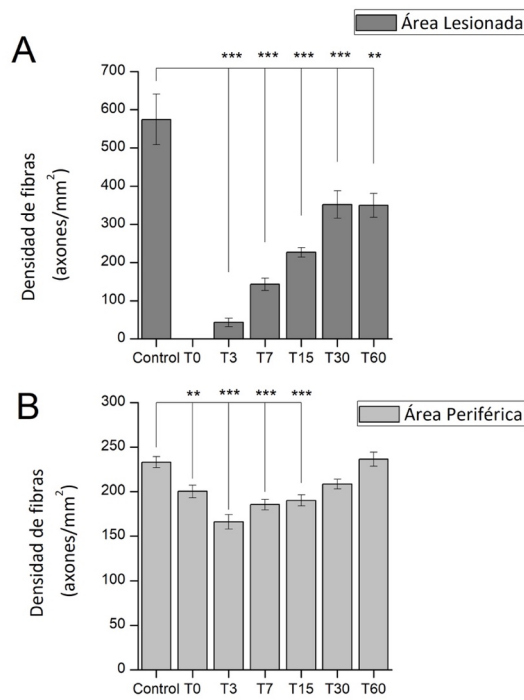 Área Lesionada
A
*** *** *** *** **
700
600
500
400
300
200
100
0
Densidad de fibras
(axones/mm²)
Control T0 T3 T7 T15 T30 T60
B
Área Periférica
** *** *** ***
300
250
200
150
100
50
0
Densidad de fibras
(axones/mm²)
Control T0 T3 T7 T15 T30 T60